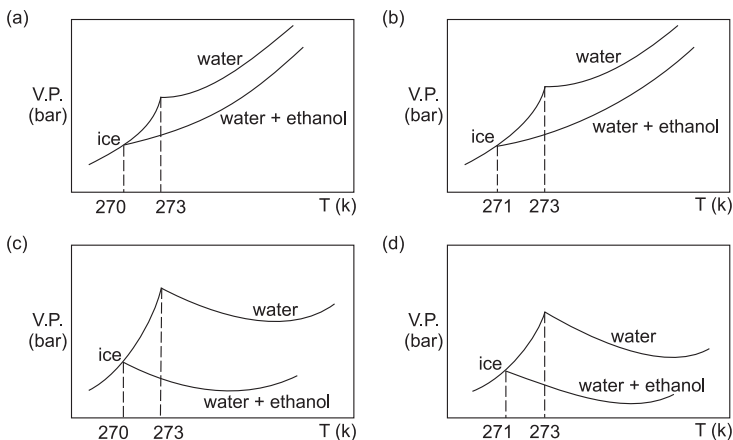 (a)
water
V.P.
(bar)
ice
water + ethanol
270 273 T (k)
(b)
water
V.P.
(bar)
ice
water + ethanol
271 273 T (k)
(c)
V.P.
(bar)
water
ice
water + ethanol
270 273 T (k)
(d)
V.P.
(bar)
water
ice
water + ethanol
271 273 T (k)